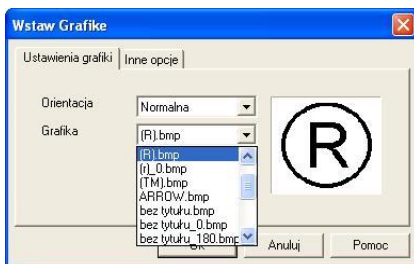 Wstaw Grafike
Ustawienia grafiki Inne opcje
Orientacja Normalna
Grafika (R).bmp
(R).bmp
(r)_0.bmp
(TM).bmp
ARROW.bmp
bez tytułu.bmp
bez tytułu_0.bmp
bez tytułu_180.bmp
R
Anuluj Pomoc